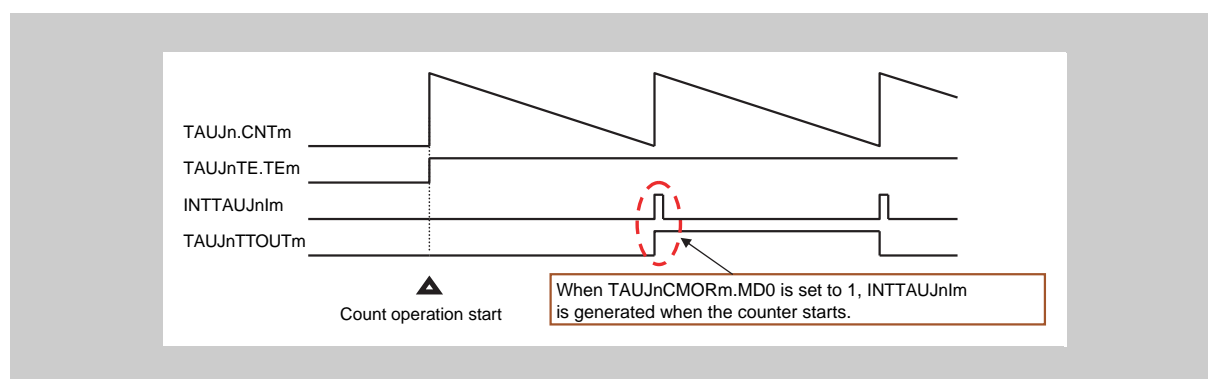 TAUJn.CNTm
TAUJnTE.TEm
INTTAUJnIm
TAUJnTTOUTm
Count operation start
When TAUJnCMORm.MD0 is set to 1, INTTAUJnIm
is generated when the counter starts.